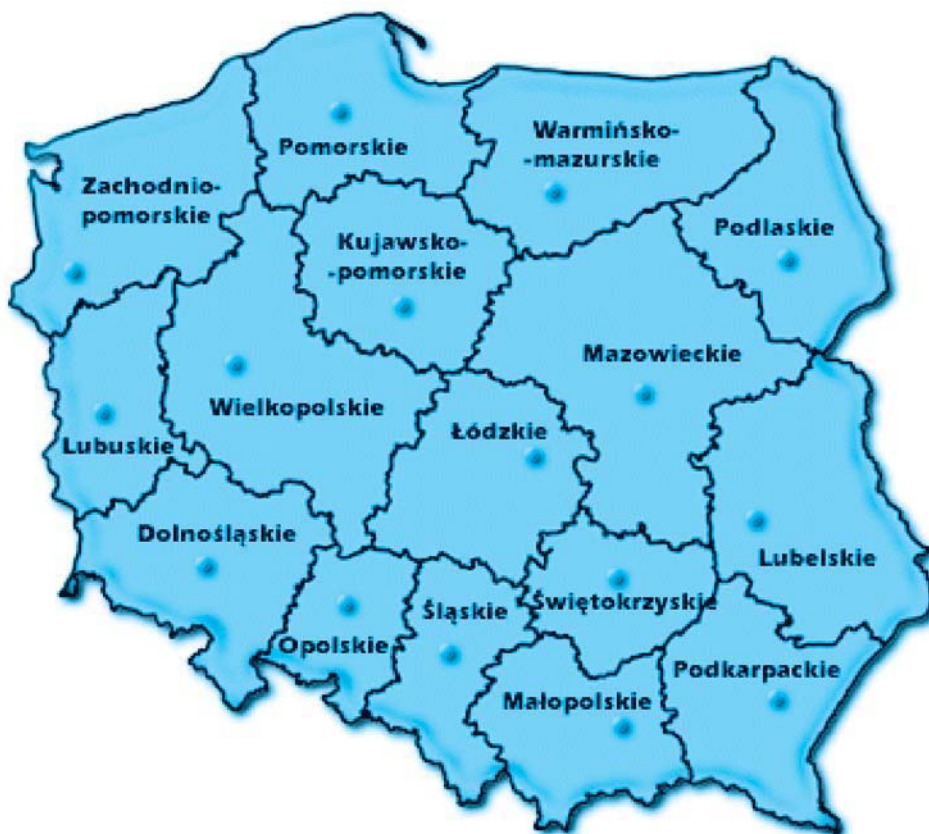 Pomorskie
Warmińsko-
-mazurskie
Zachodnio-
pomorskie
Kujawsko-
-pomorskie
Podlaskie
Mazowieckie
Wielkopolskie
Łódzkie
Lubuskie
Dolnośląskie
Lubelskie
Świętokrzyskie
Śląskie
Opolskie
Podkarpackie
Małopolskie